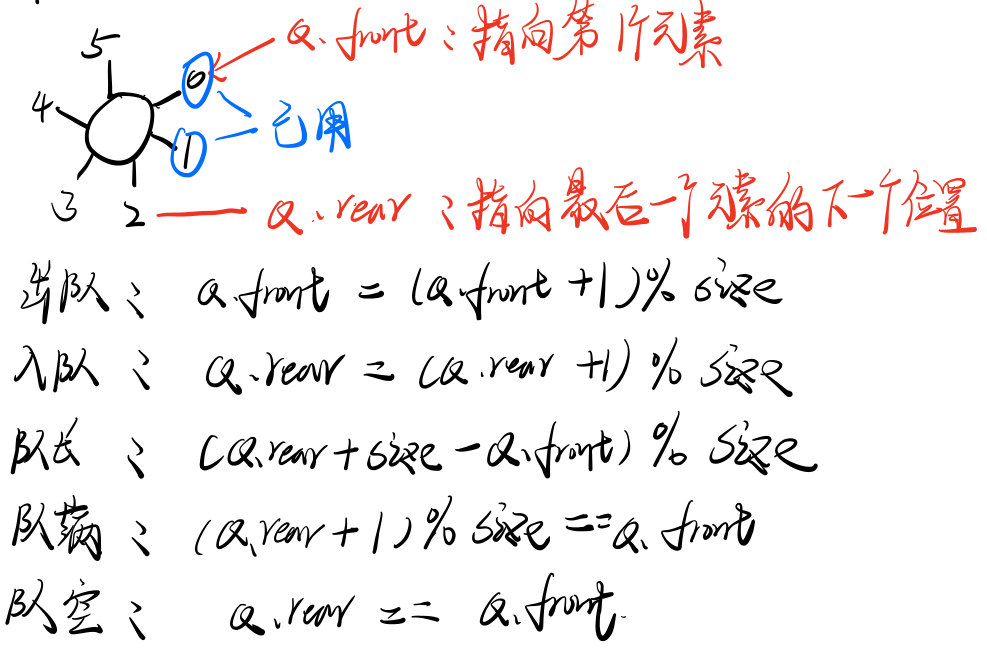 5
0
Q.front：指向第1个元素
4
1
已用
3
2
Q.rear：指向最后一个元素的下一个位置
出队： Q.front = (Q.front +1)% size
入队： Q.rear = (Q.rear +1) % size
队长： (Q.rear + size - Q.front) % size
队满： (Q.rear + 1)% size == Q.front
队空： Q.rear == Q.front.